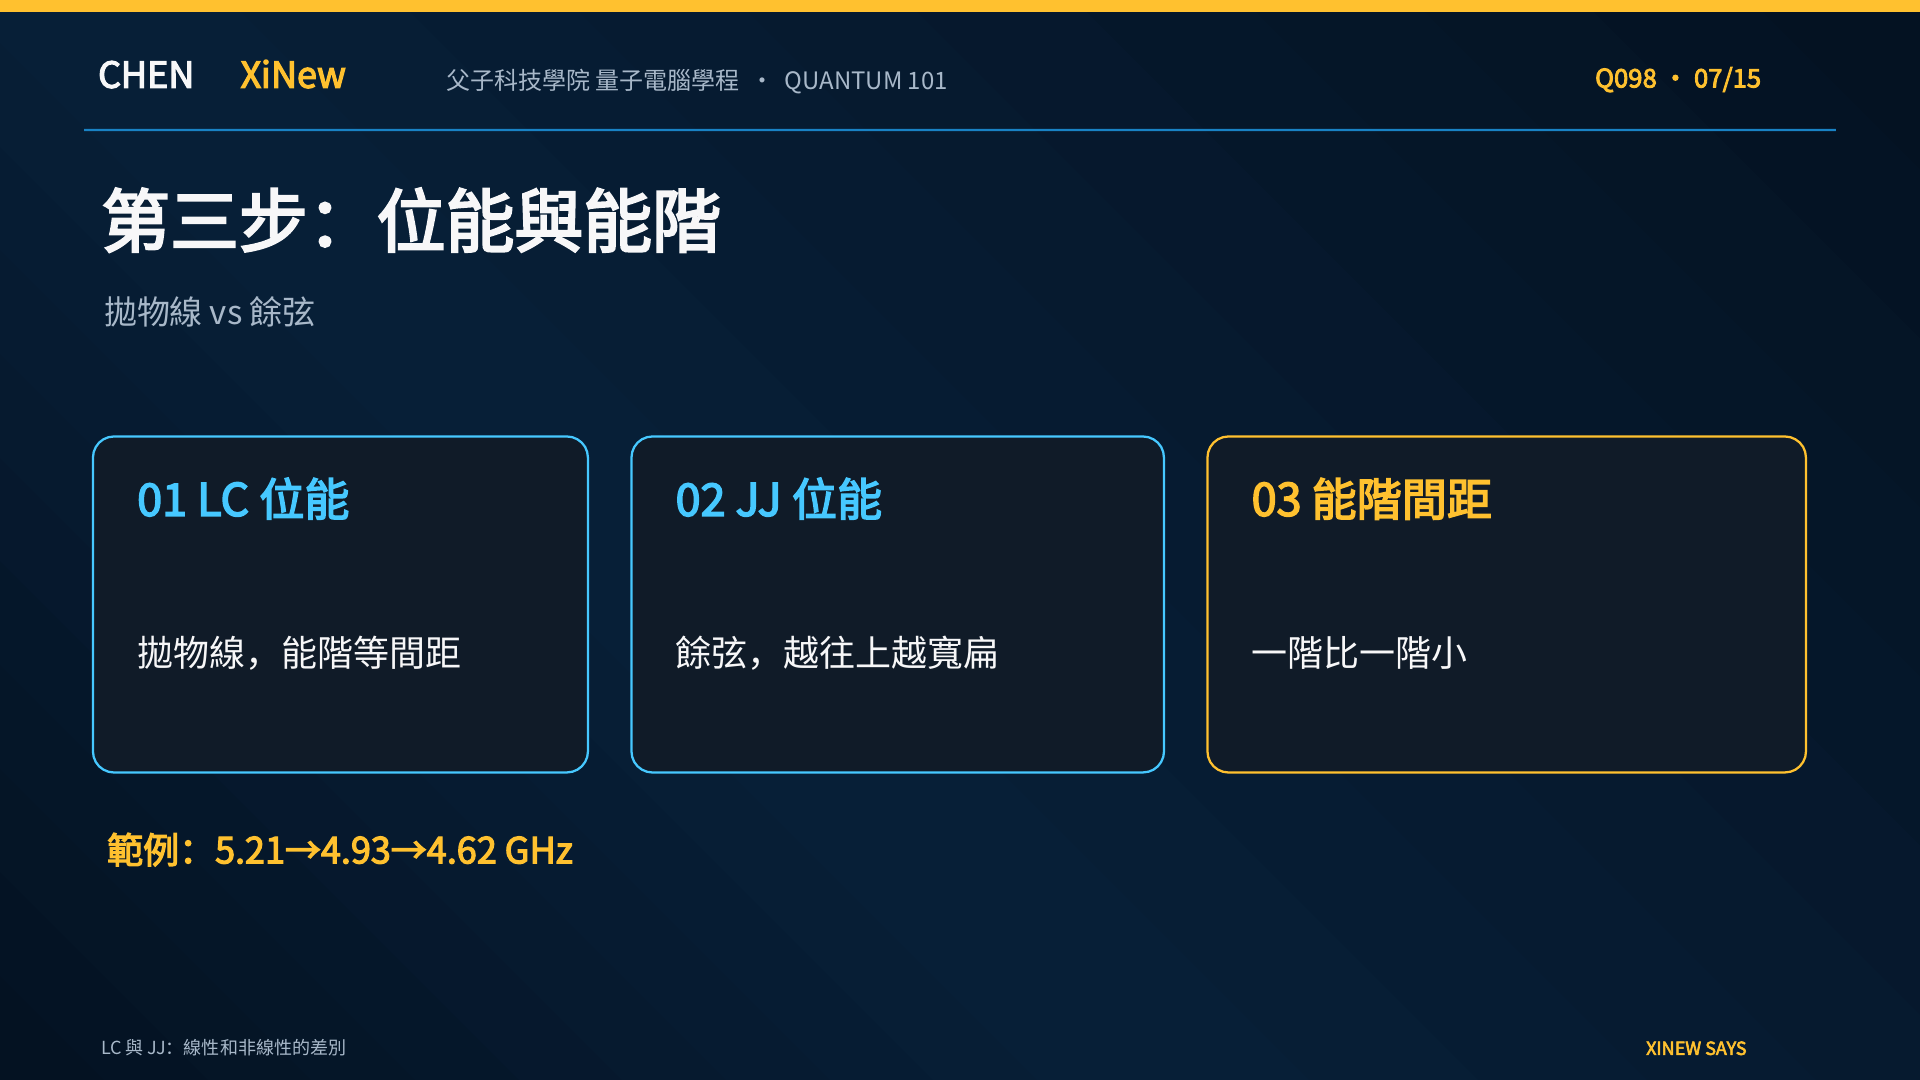 CHEN XiNew 父子科技學院 量子電腦學程 • QUANTUM 101 Q098 • 07/15
第三步：位能與能階
拋物線 vs 餘弦
01 LC 位能
拋物線，能階等間距
02 JJ 位能
餘弦，越往上越寬扁
03 能階間距
一階比一階小
範例：5.21→4.93→4.62 GHz
LC 與 JJ：線性和非線性的差別
XINEW SAYS